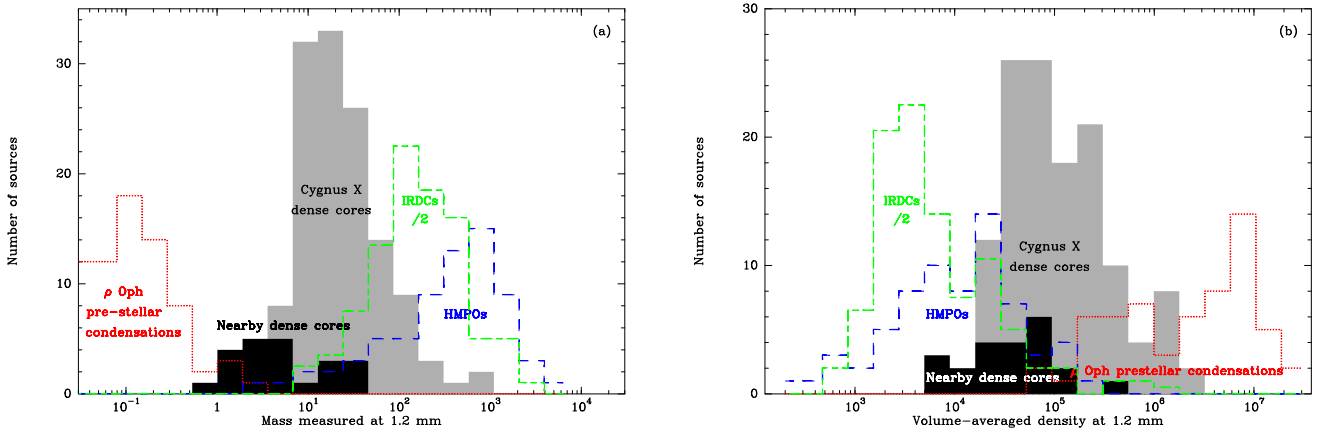 (a)
30
20
10
0
Number of sources
Cygnus X
dense cores
IRDCs
/2
ρ Oph
pre-stellar
condensations
Nearby dense cores
HMPOs
10⁻¹
1
10
10²
10³
10⁴
Mass measured at 1.2 mm
(b)
30
20
10
0
Number of sources
IRDCs
/2
Cygnus X
dense cores
HMPOs
Nearby dense cores
ρ Oph prestellar condensations
10³
10⁴
10⁵
10⁶
10⁷
Volume-averaged density at 1.2 mm